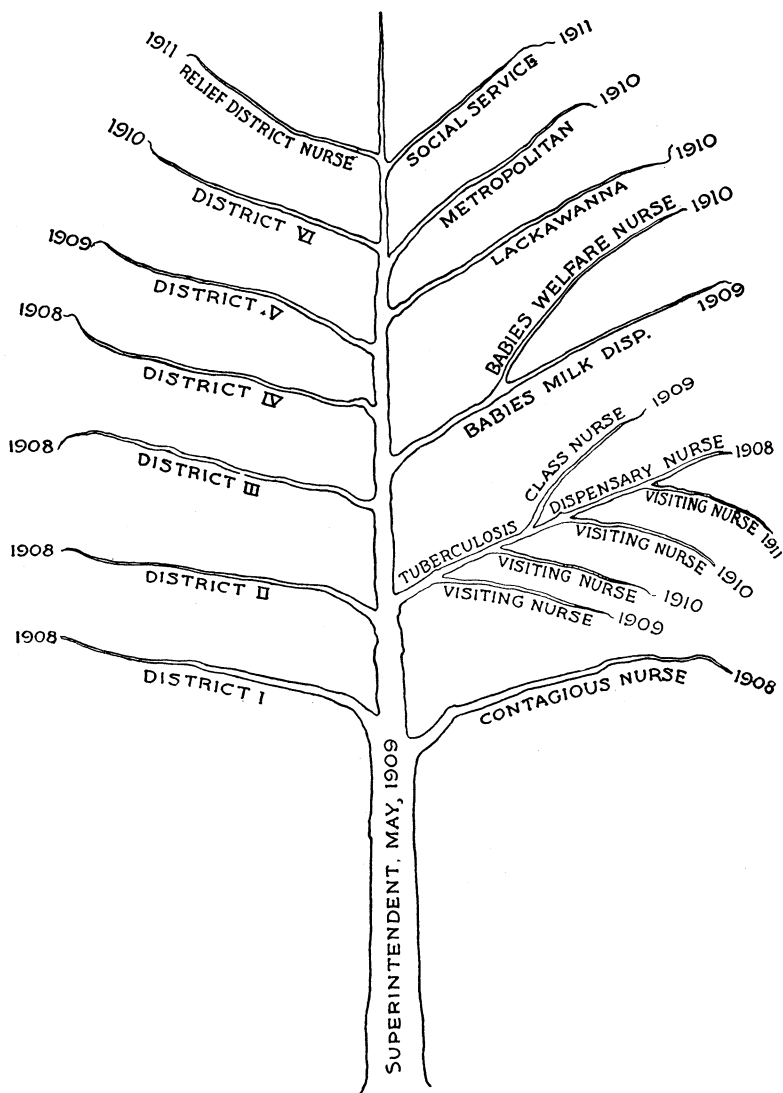 1911
RELIEF DISTRICT NURSE
1910
DISTRICT VI
1909
DISTRICT V
1908
DISTRICT IV
1908
DISTRICT III
1908
DISTRICT II
1908
DISTRICT I
1911
SOCIAL SERVICE
1910
METROPOLITAN
1910
LACKAWANNA
1910
BABIES WELFARE NURSE
1909
BABIES MILK DISP.
1909
CLASS NURSE
1908
DISPENSARY NURSE
VISITING NURSE 1911
TUBERCULOSIS
VISITING NURSE
1910
VISITING NURSE
1910
VISITING NURSE
1909
1908
CONTAGIOUS NURSE
SUPERINTENDENT. MAY, 1909